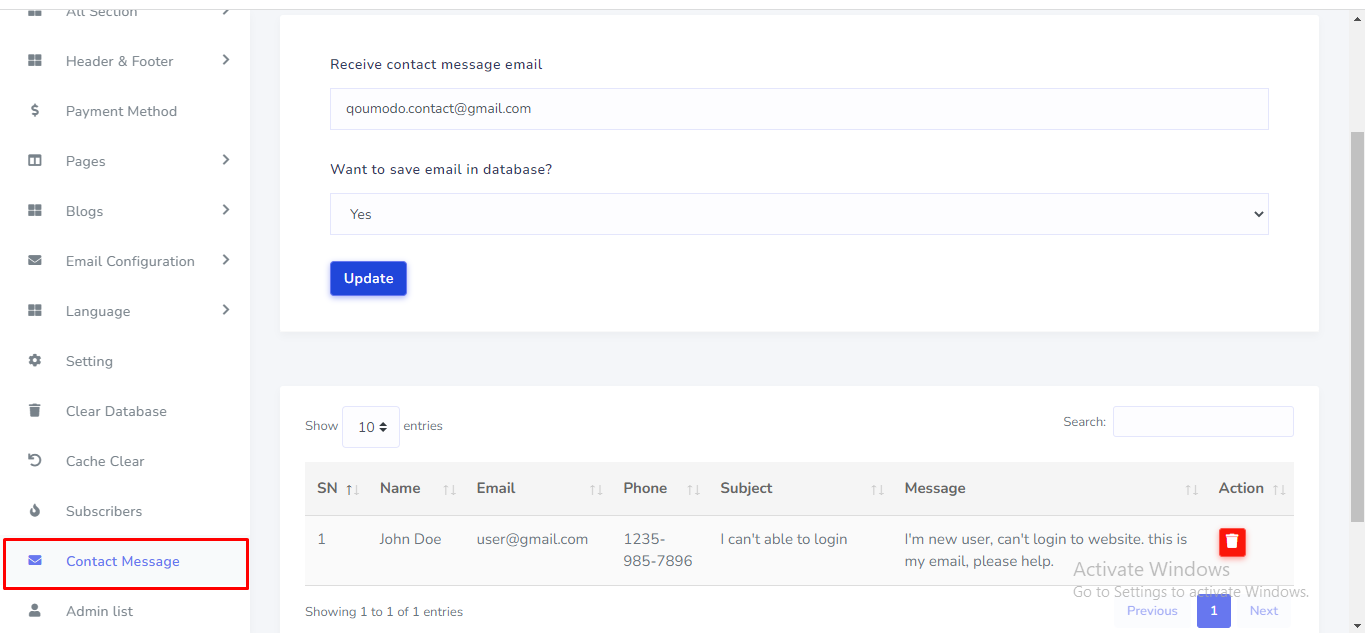 All Section
Header & Footer
Payment Method
Pages
Blogs
Email Configuration
Language
Setting
Clear Database
Cache Clear
Subscribers
Contact Message
Admin list
Receive contact message email
qoumodo.contact@gmail.com
Want to save email in database?
Yes
Update
Show 10 entries
Search:
SN Name Email Phone Subject Message Action
1 John Doe user@gmail.com 1235- I can't able to login I'm new user, can't login to website. this is
985-7896 my email, please help.
Activate Windows
Go to Settings to activate Windows.
Showing 1 to 1 of 1 entries
Previous 1 Next